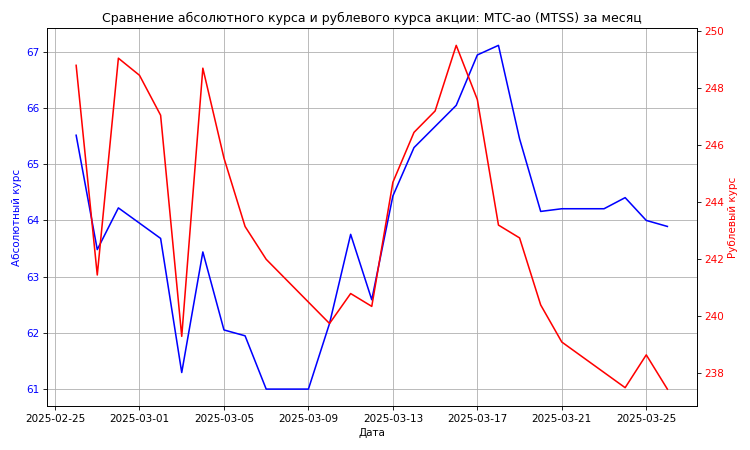 Сравнение абсолютного курса и рублевого курса акции: МТС-ао (MTSS) за месяц
Абсолютный курс
67
66
65
64
63
62
61
250
248
246
244
242
240
238
Рублевый курс
2025-02-25 2025-03-01 2025-03-05 2025-03-09 2025-03-13 2025-03-17 2025-03-21 2025-03-25
Дата